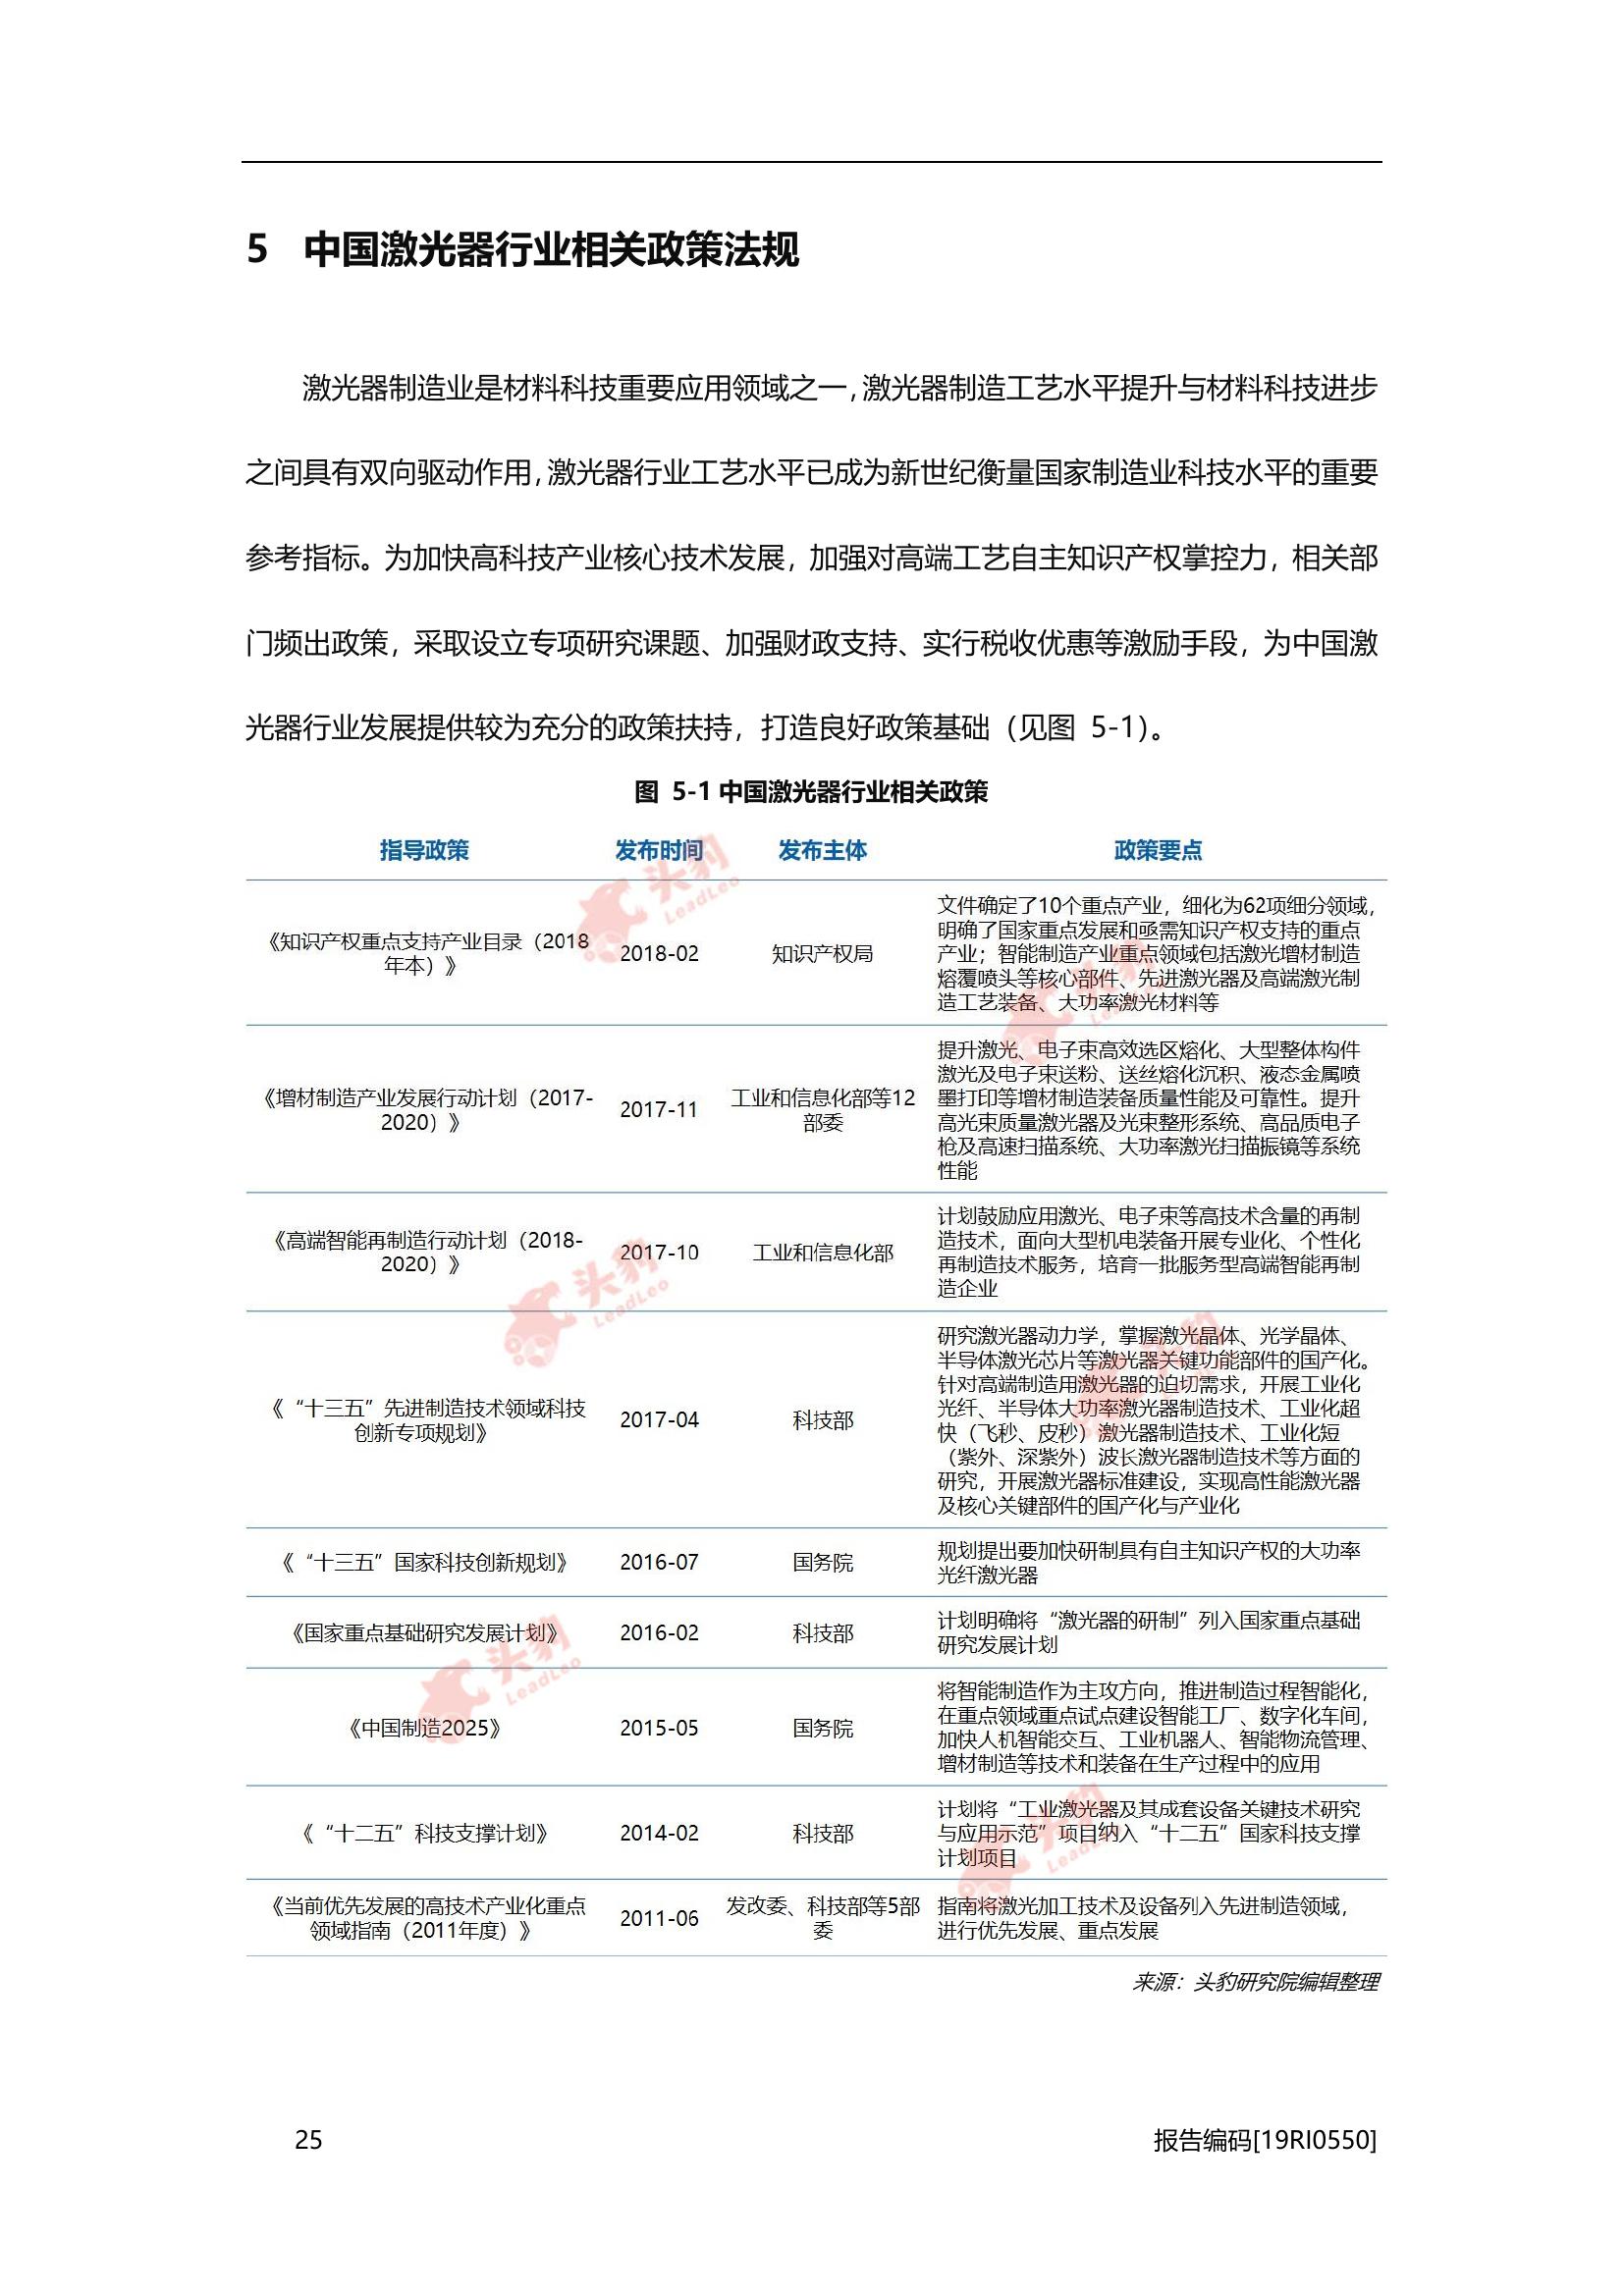 5 中国激光器行业相关政策法规
激光器制造业是材料科技重要应用领域之一，激光器制造工艺水平提升与材料科技进步
之间具有双向驱动作用，激光器行业工艺水平已成为新世纪衡量国家制造业科技水平的重要
参考指标。为加快高科技产业核心技术发展，加强对高端工艺自主知识产权掌控力，相关部
门频出政策，采取设立专项研究课题、加强财政支持、实行税收优惠等激励手段，为中国激
光器行业发展提供较为充分的政策扶持，打造良好政策基础（见图 5-1）。
图 5-1 中国激光器行业相关政策
指导政策 发布时间 发布主体 政策要点
《知识产权重点支持产业目录（2018
年本）》
2018-02
知识产权局
文件确定了10个重点产业，细化为62项细分领域，
明确了国家重点发展和亟需知识产权支持的重点
产业；智能制造产业重点领域包括激光增材制造
熔覆喷头等核心部件、先进激光器及高端激光制
造工艺装备、大功率激光材料等
《增材制造产业发展行动计划（2017-
2020）》
2017-11
工业和信息化部等12
部委
提升激光、电子束高效选区熔化、大型整体构件
激光及电子束送粉、送丝熔化沉积、液态金属喷
墨打印等增材制造装备质量性能及可靠性。提升
高光束质量激光器及光束整形系统、高品质电子
枪及高速扫描系统、大功率激光扫描振镜等系统
性能
《高端智能再制造行动计划（2018-
2020）》
2017-10
工业和信息化部
计划鼓励应用激光、电子束等高技术含量的再制
造技术，面向大型机电装备开展专业化、个性化
再制造技术服务，培育一批服务型高端智能再制
造企业
《“十三五”先进制造技术领域科技
创新专项规划》
2017-04
科技部
研究激光器动力学，掌握激光晶体、光学晶体、
半导体激光芯片等激光器关键功能部件的国产化。
针对高端制造用激光器的迫切需求，开展工业化
光纤、半导体大功率激光器制造技术、工业化超
快（飞秒、皮秒）激光器制造技术、工业化短
（紫外、深紫外）波长激光器制造技术等方面的
研究，开展激光器标准建设，实现高性能激光器
及核心关键部件的国产化与产业化
《“十三五”国家科技创新规划》
2016-07
国务院
规划提出要加快研制具有自主知识产权的大功率
光纤激光器
《国家重点基础研究发展计划》
2016-02
科技部
计划明确将“激光器的研制”列入国家重点基础
研究发展计划
《中国制造2025》
2015-05
国务院
将智能制造作为主攻方向，推进制造过程智能化，
在重点领域重点试点建设智能工厂、数字化车间，
加快人机智能交互、工业机器人、智能物流管理、
增材制造等技术和装备在生产过程中的应用
《“十二五”科技支撑计划》
2014-02
科技部
计划将“工业激光器及其成套设备关键技术研究
与应用示范”项目纳入“十二五”国家科技支撑
计划项目
《当前优先发展的高技术产业化重点
领域指南（2011年度）》
2011-06
发改委、科技部等5部
委
指南将激光加工技术及设备列入先进制造领域，
进行优先发展、重点发展
来源：头豹研究院编辑整理
25
报告编码[19RI0550]
头豹
LeadLeo
头豹
LeadLeo
头豹
LeadLeo
头豹
LeadLeo
头豹
LeadLeo
头豹
LeadLeo